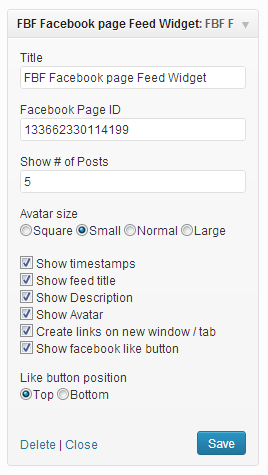 FBF Facebook page Feed Widget: FBF F
Title
FBF Facebook page Feed Widget
Facebook Page ID
133662330114199
Show # of Posts
5
Avatar size
Square Small Normal Large
Show timestamps
Show feed title
Show Description
Show Avatar
Create links on new window / tab
Show facebook like button
Like button position
Top Bottom
Delete | Close Save